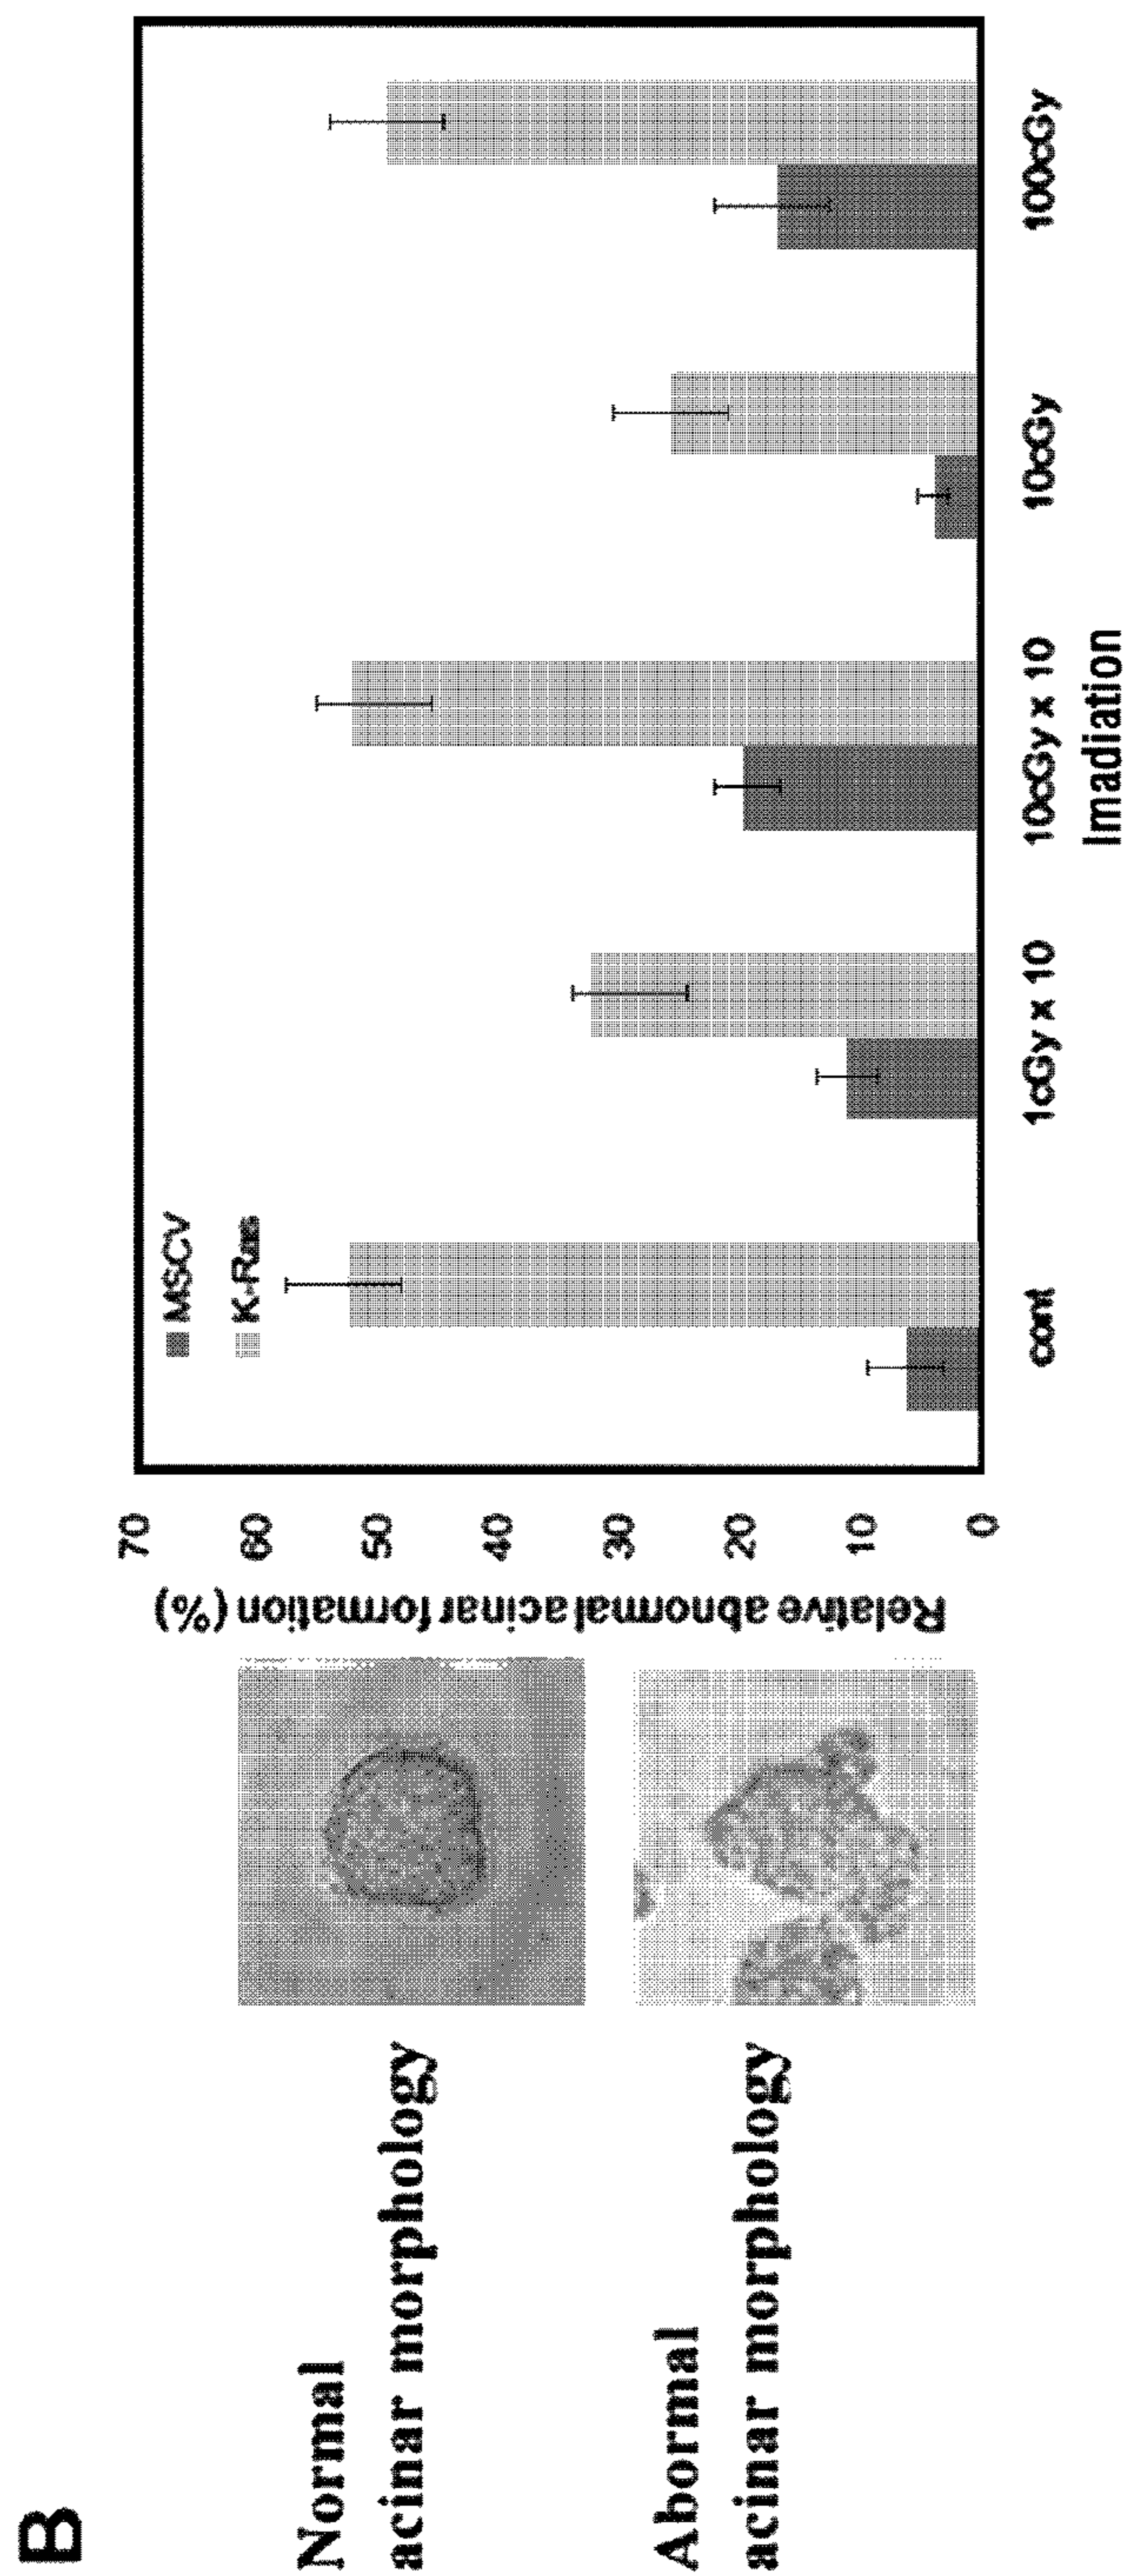 B
Normal
acinar morphology
Abormal
acinar morphology
Relative abnormal acinar formation (%)
70
60
50
40
30
20
10
0
MSCV
K-Ras
cont
1cGy x 10
10cGy x 10
10cGy
100cGy
Imadiation